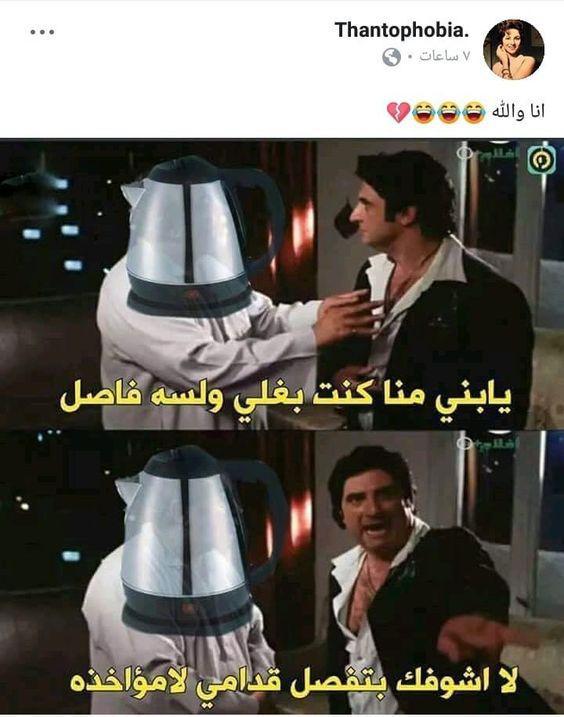 Thantophobia.
٧ ساعات
انا والله 😂😂😂💔
يابني منا كنت بغلي ولسه فاصل
لا اشوفك بتفصل قدامي لامؤاخذه